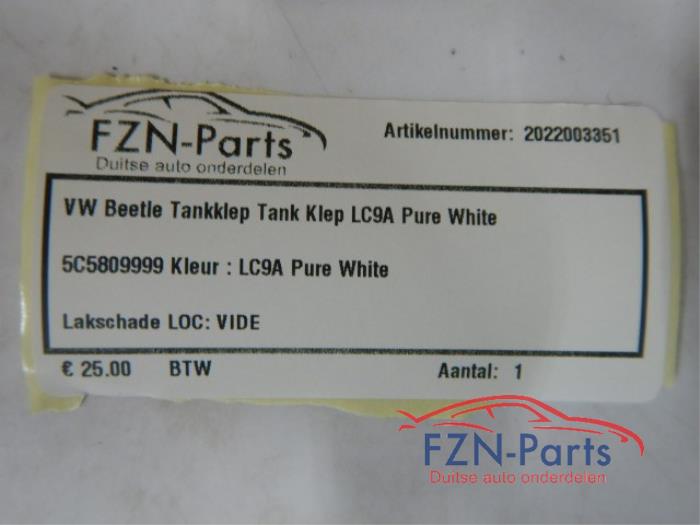 FZN-Parts
Duitse auto onderdelen
Artikelnummer: 2022003351
VW Beetle Tankklep Tank Klep LC9A Pure White
5C5809999 Kleur : LC9A Pure White
Lakschade LOC: VIDE
€ 25.00 BTW Aantal: 1
FZN-Parts
Duitse auto onderdelen